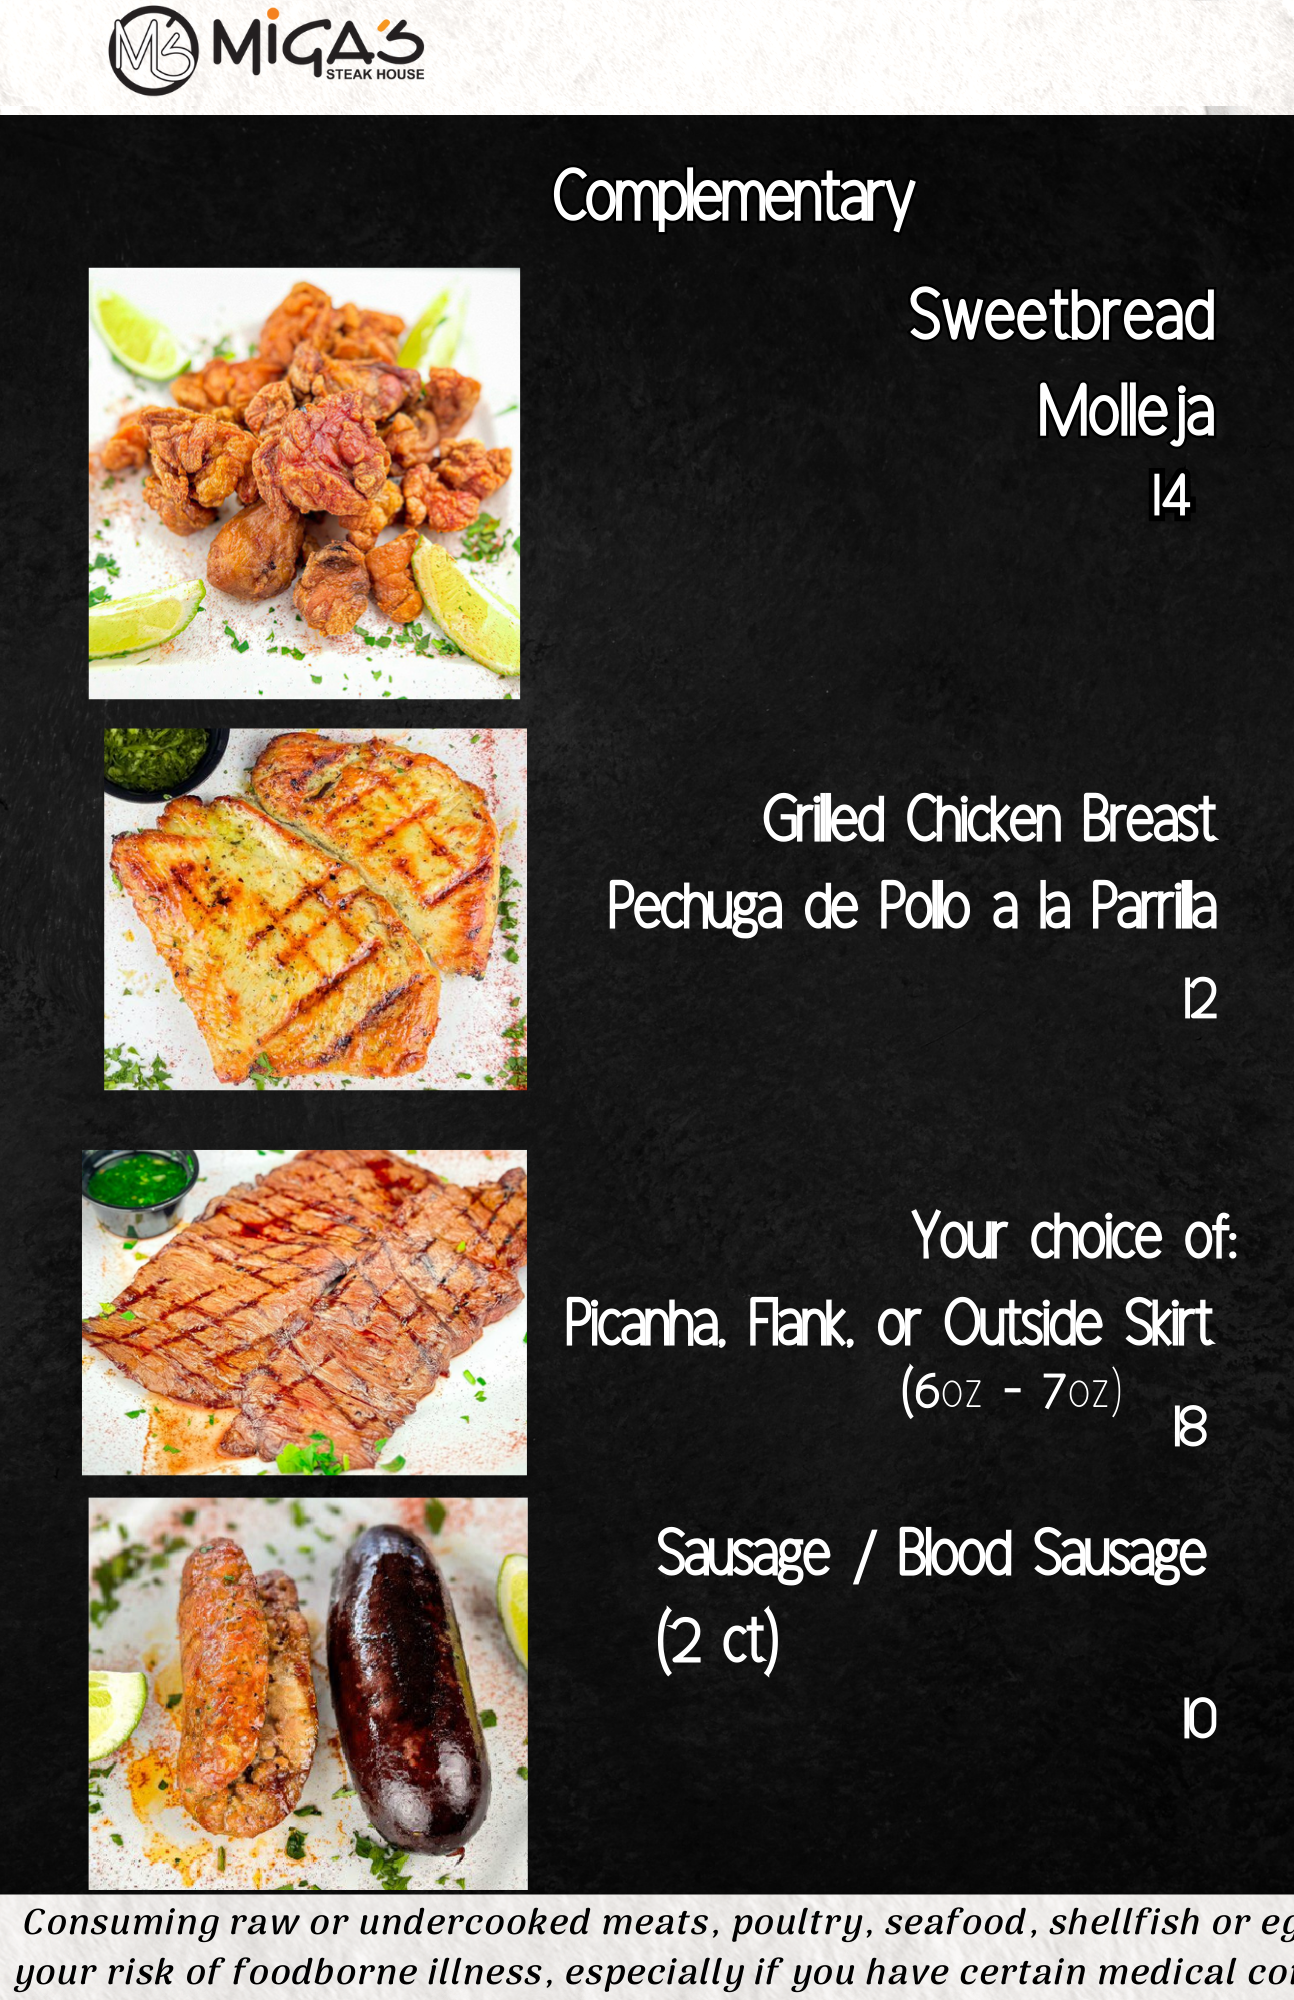 MS MiGA'S
STEAK HOUSE
Complementary
Sweetbread
Molleja
14
Grilled Chicken Breast
Pechuga de Pollo a la Parrilla
12
Your choice of:
Picanha, Flank, or Outside Skirt
(6oz - 7oz)
18
Sausage / Blood Sausage
(2 ct)
10
Consuming raw or undercooked meats, poultry, seafood, shellfish or
your risk of foodborne illness, especially if you have certain medical